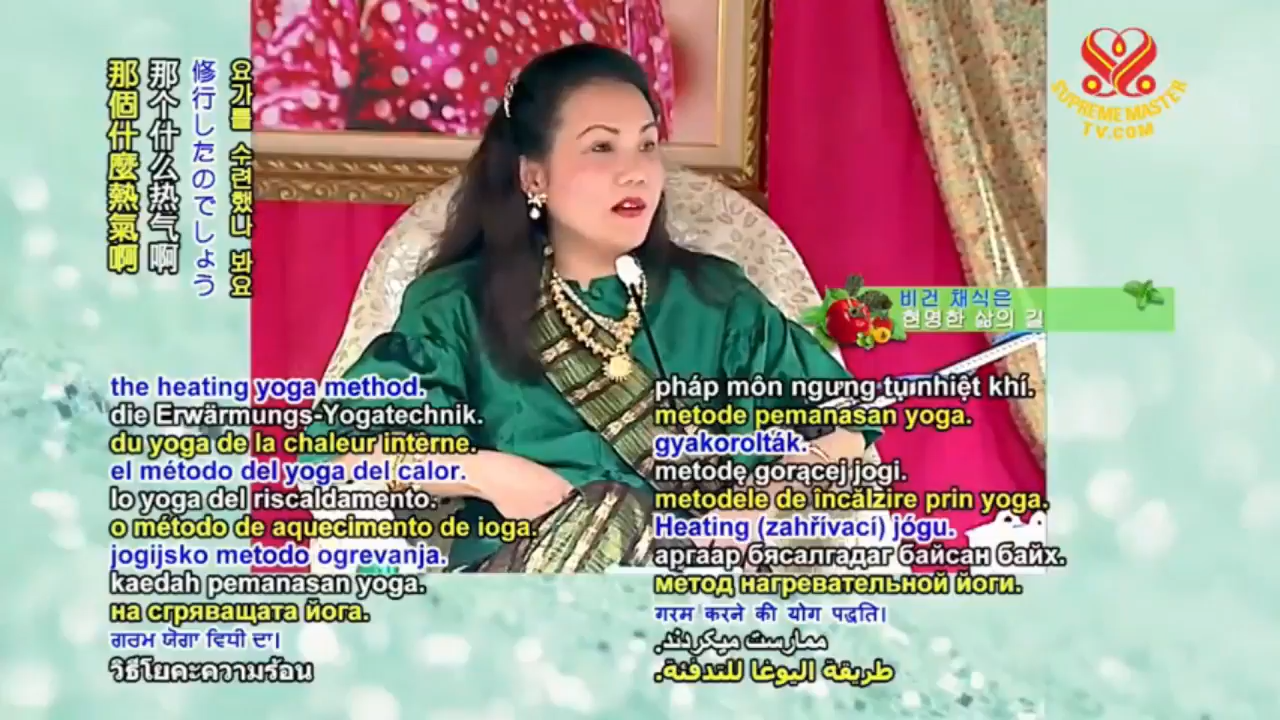 那個什麼熱氣啊
那个什么热气啊
修行したのでしょう
요가를 수련했나 봐요
SUPREME MASTER
TV.COM
비건 채식은
현명한 삶의 길
the heating yoga method.
die Erwärmungs-Yogatechnik.
du yoga de la chaleur interne.
el método del yoga del calor.
lo yoga del riscaldamento.
o método de aquecimento de ioga.
jogijsko metodo ogrevanja.
kaedah pemanasan yoga.
на сгряващата йога.
ਗਰਮ ਯੋਗਾ ਵਿਧੀ ਦਾ।
วิธีโยคะความร้อน
pháp môn ngưng tụ nhiệt khí.
metode pemanasan yoga.
gyakorolták.
metodę gorącej jogi.
metodele de încălzire prin yoga.
Heating (zahřívací) jógu.
аргаар бясалгадаг байсан байх.
метод нагревательной йоги.
गरम करने की योग पद्धति।
ممارست میکردند.
طريقة اليوغا للتدفئة.